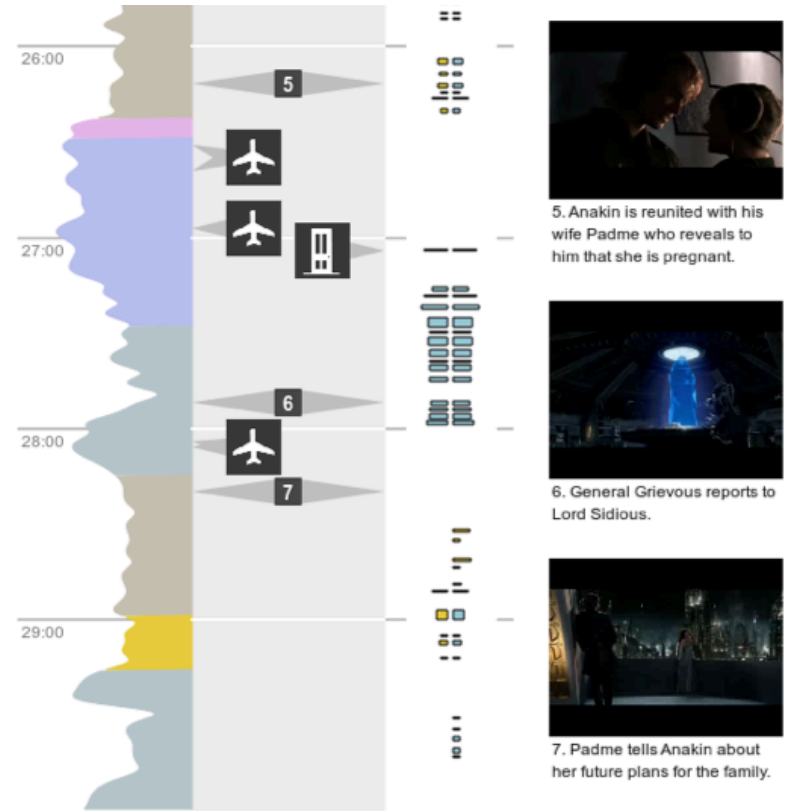 26:00
5
27:00
6
28:00
7
29:00
5. Anakin is reunited with his
wife Padme who reveals to
him that she is pregnant.
6. General Grievous reports to
Lord Sidious.
7. Padme tells Anakin about
her future plans for the family.